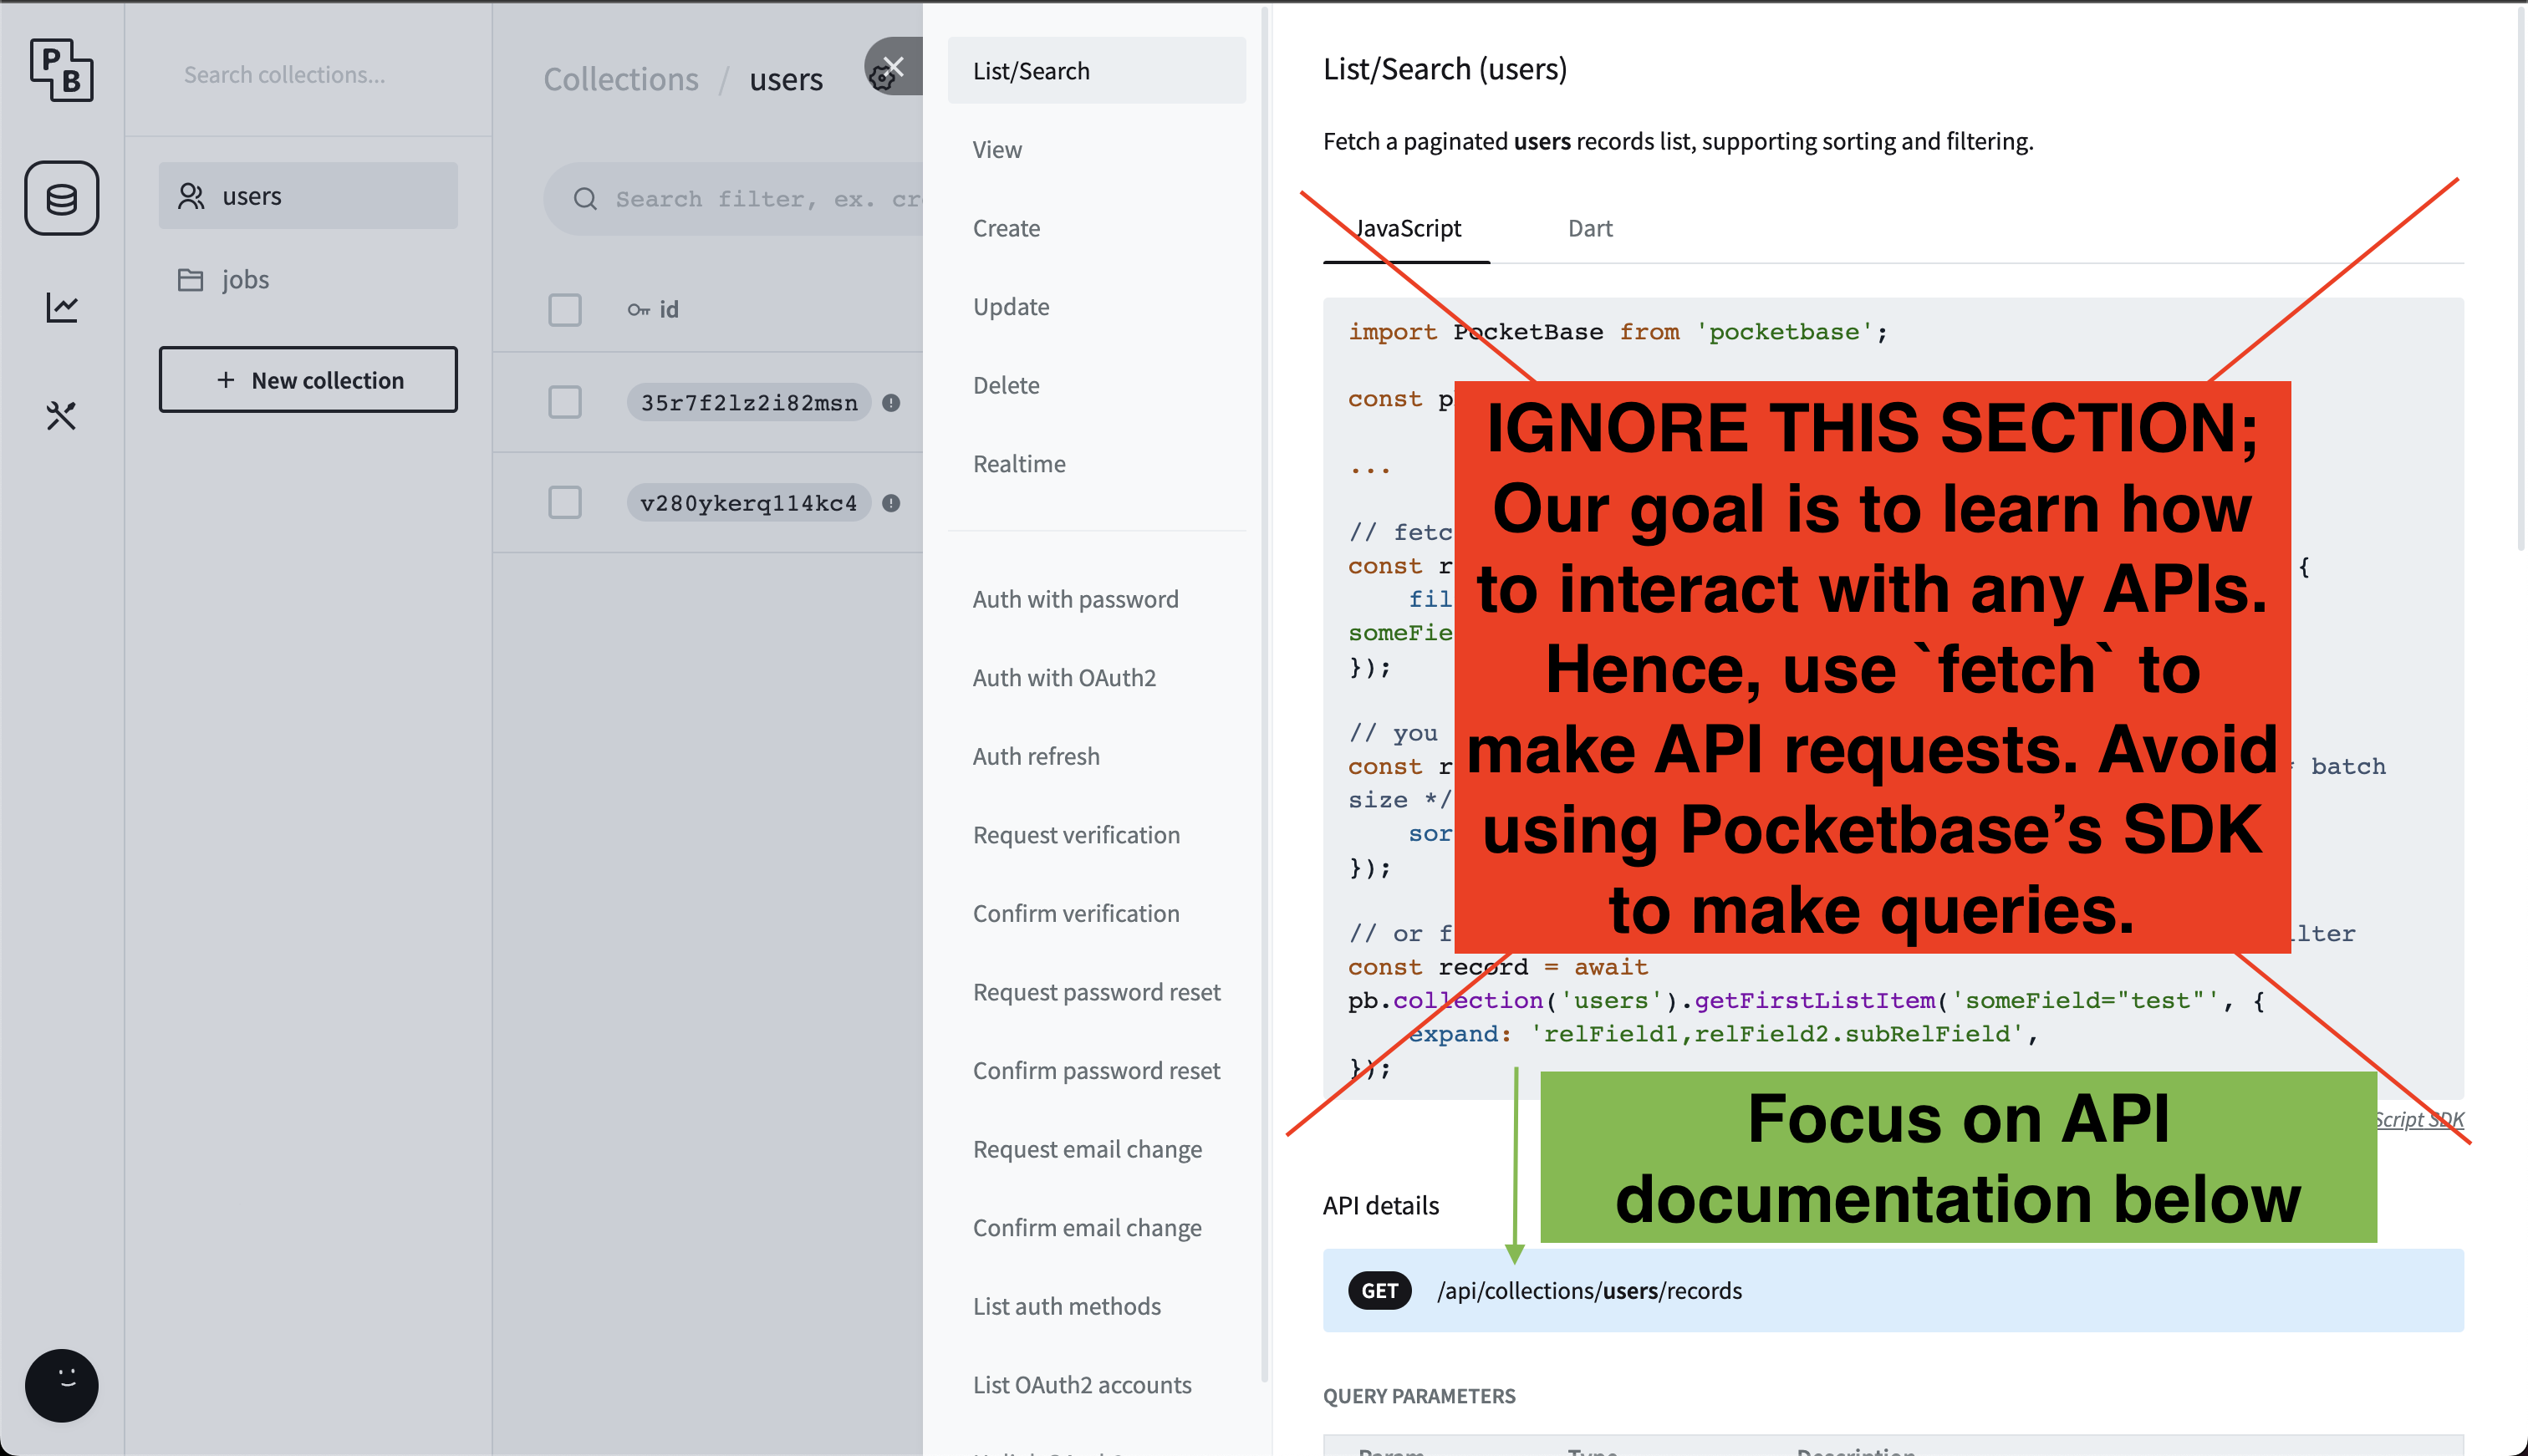 P
B
Search collections...
users
jobs
+ New collection
Collections / users
Search filter, ex. cr
id
35r7f2lz2i82msn
v280ykerql14kc4
List/Search
View
Create
Update
Delete
Realtime
Auth with password
Auth with OAuth2
Auth refresh
Request verification
Confirm verification
Request password reset
Confirm password reset
Request email change
Confirm email change
List auth methods
List OAuth2 accounts
List/Search (users)
Fetch a paginated users records list, supporting sorting and filtering.
JavaScript
Dart
import PocketBase from 'pocketbase';
const p
...
// fetc
const r {
fil
someFie
});
// you
const r batch
size */
sor
});
// or f lter
const record = await
pb.collection('users').getFirstListItem('someField="test"', {
expand: 'relField1,relField2.subRelField',
});
IGNORE THIS SECTION;
Our goal is to learn how
to interact with any APIs.
Hence, use `fetch` to
make API requests. Avoid
using Pocketbase’s SDK
to make queries.
Script SDK
Focus on API
documentation below
API details
GET /api/collections/users/records
QUERY PARAMETERS
Param Type Description